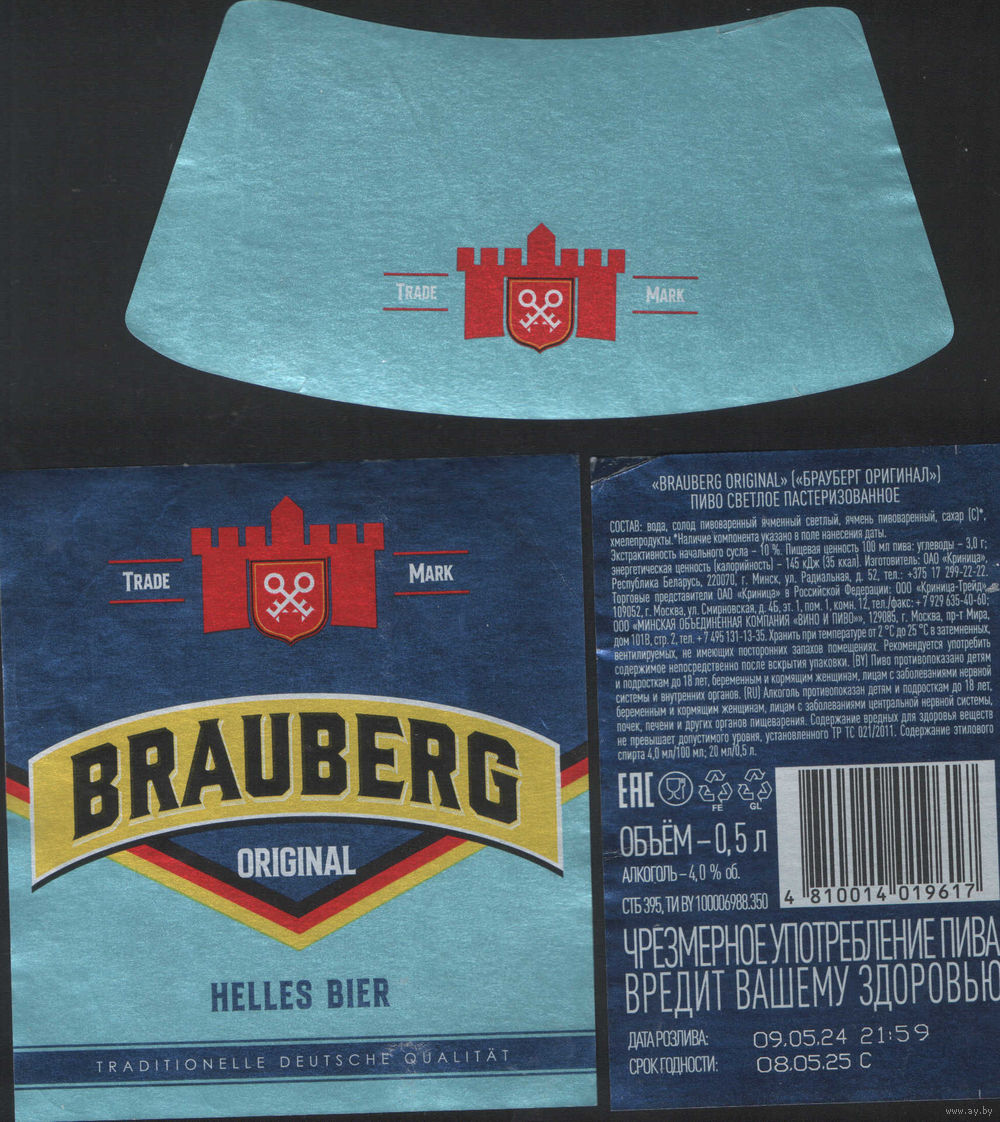 TRADE MARK
TRADE MARK
BRAUBERG
ORIGINAL
HELLES BIER
TRADITIONELLE DEUTSCHE QUALITÄT
«BRAUBERG ORIGINAL» («БРАУБЕРГ ОРИГИНАЛ»)
ПИВО СВЕТЛОЕ ПАСТЕРИЗОВАННОЕ
СОСТАВ: вода, солод пивоваренный ячменный светлый, ячмень пивоваренный, сахар (С)*,
хмелепродукты.*Наличие компонента указано в поле нанесения даты.
Экстрактивность начального сусла – 10 %. Пищевая ценность 100 мл пива: углеводы – 3,0 г;
энергетическая ценность (калорийность) – 145 кДж (35 ккал). Изготовитель: ОАО «Криница»,
Республика Беларусь, 220070, г. Минск, ул. Радиальная, д. 52, тел.: +375 17 299-22-22.
Торговые представители ОАО «Криница» в Российской Федерации: ООО «Криница-Трейд»,
109052, г. Москва, ул. Смирновская, д. 4Б, эт. 1, пом. 1, комн. 12, тел./факс: +7 929 635-40-60;
ООО «МИНСКАЯ ОБЪЕДИНЁННАЯ КОМПАНИЯ «ВИНО И ПИВО»», 129085, г. Москва, пр-т Мира,
дом 101В, стр. 2, тел. +7 495 131-13-35. Хранить при температуре от 2 °С до 25 °С в затемненных,
вентилируемых, не имеющих посторонних запахов помещениях. Рекомендуется употребить
содержимое непосредственно после вскрытия упаковки. (BY) Пиво противопоказано детям
и подросткам до 18 лет, беременным и кормящим женщинам, лицам с заболеваниями нервной
системы и внутренних органов. (RU) Алкоголь противопоказан детям и подросткам до 18 лет,
беременным и кормящим женщинам, лицам с заболеваниями центральной нервной системы,
почек, печени и других органов пищеварения. Содержание вредных для здоровья веществ
не превышает допустимого уровня, установленного ТР ТС 021/2011. Содержание этилового
спирта 4,0 мл/100 мл; 20 мл/0,5 л.
EAC FE GL
ОБЪЁМ – 0,5 л
АЛКОГОЛЬ – 4,0 % об.
4 810014 019617
СТБ 395, ТИ BY 100006988.350
ЧРЕЗМЕРНОЕ УПОТРЕБЛЕНИЕ ПИВА
ВРЕДИТ ВАШЕМУ ЗДОРОВЬЮ
ДАТА РОЗЛИВА: 09.05.24 21:59
СРОК ГОДНОСТИ: 08.05.25 С
www.ay.by